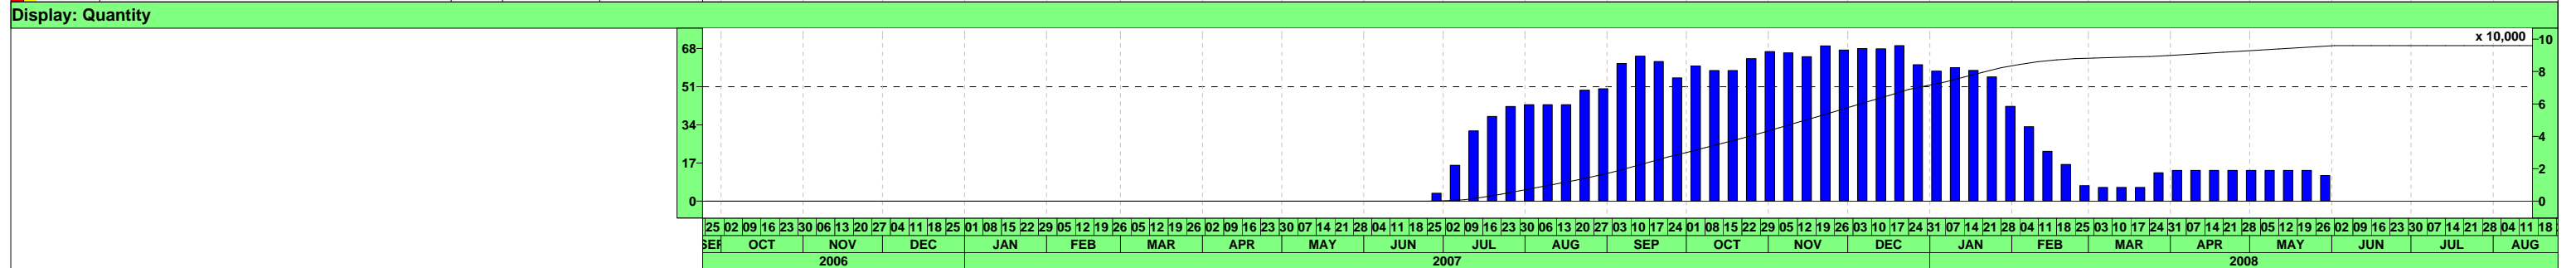 Display: Quantity
x 10,000
68
51
34
17
0
10
8
6
4
2
0
25 02 09 16 23 30 06 13 20 27 04 11 18 25 01 08 15 22 29 05 12 19 26 05 12 19 26 02 09 16 23 30 07 14 21 28 04 11 18 25 02 09 16 23 30 06 13 20 27 03 10 17 24 01 08 15 22 29 05 12 19 26 03 10 17 24 31 07 14 21 28 04 11 18 25 03 10 17 24 31 07 14 21 28 05 12 19 26 02 09 16 23 30 07 14 21 28 04 11 18
SEP OCT NOV DEC JAN FEB MAR APR MAY JUN JUL AUG SEP OCT NOV DEC JAN FEB MAR APR MAY JUN JUL AUG
2006 2007 2008